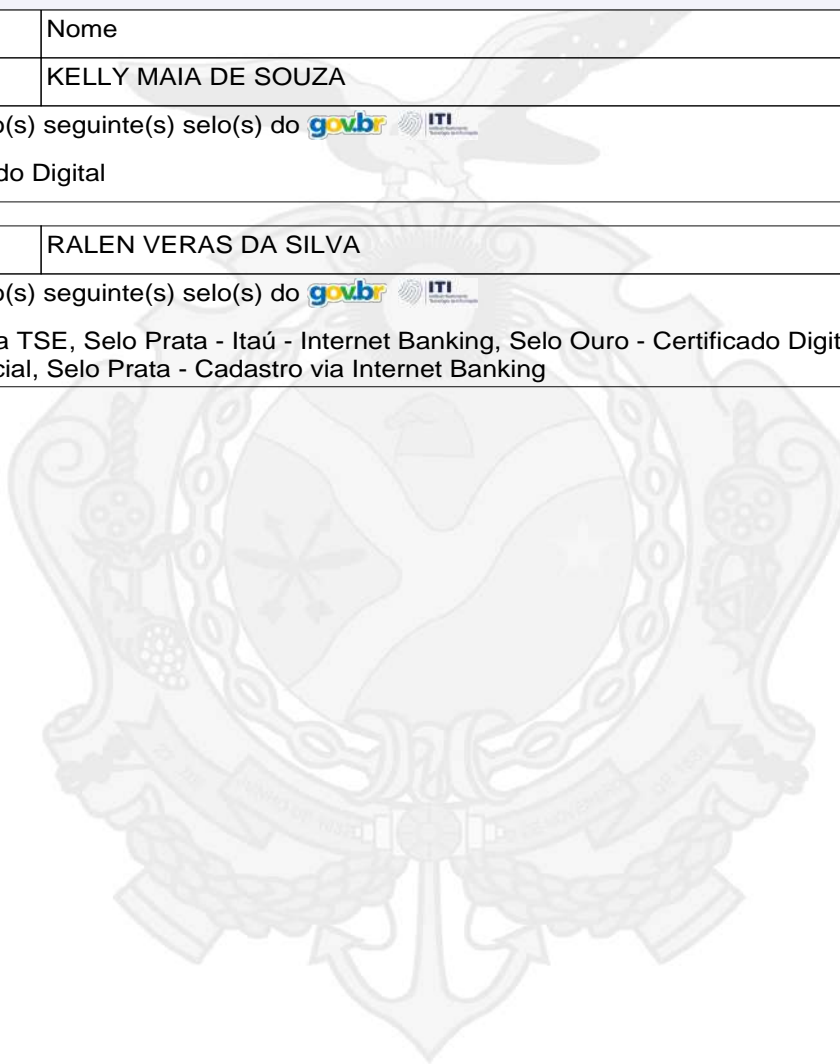 Nome
KELLY MAIA DE SOUZA
o(s) seguinte(s) selo(s) do gov.br ITI
do Digital
RALEN VERAS DA SILVA
o(s) seguinte(s) selo(s) do gov.br ITI
a TSE, Selo Prata - Itaú - Internet Banking, Selo Ouro - Certificado Digit
cial, Selo Prata - Cadastro via Internet Banking